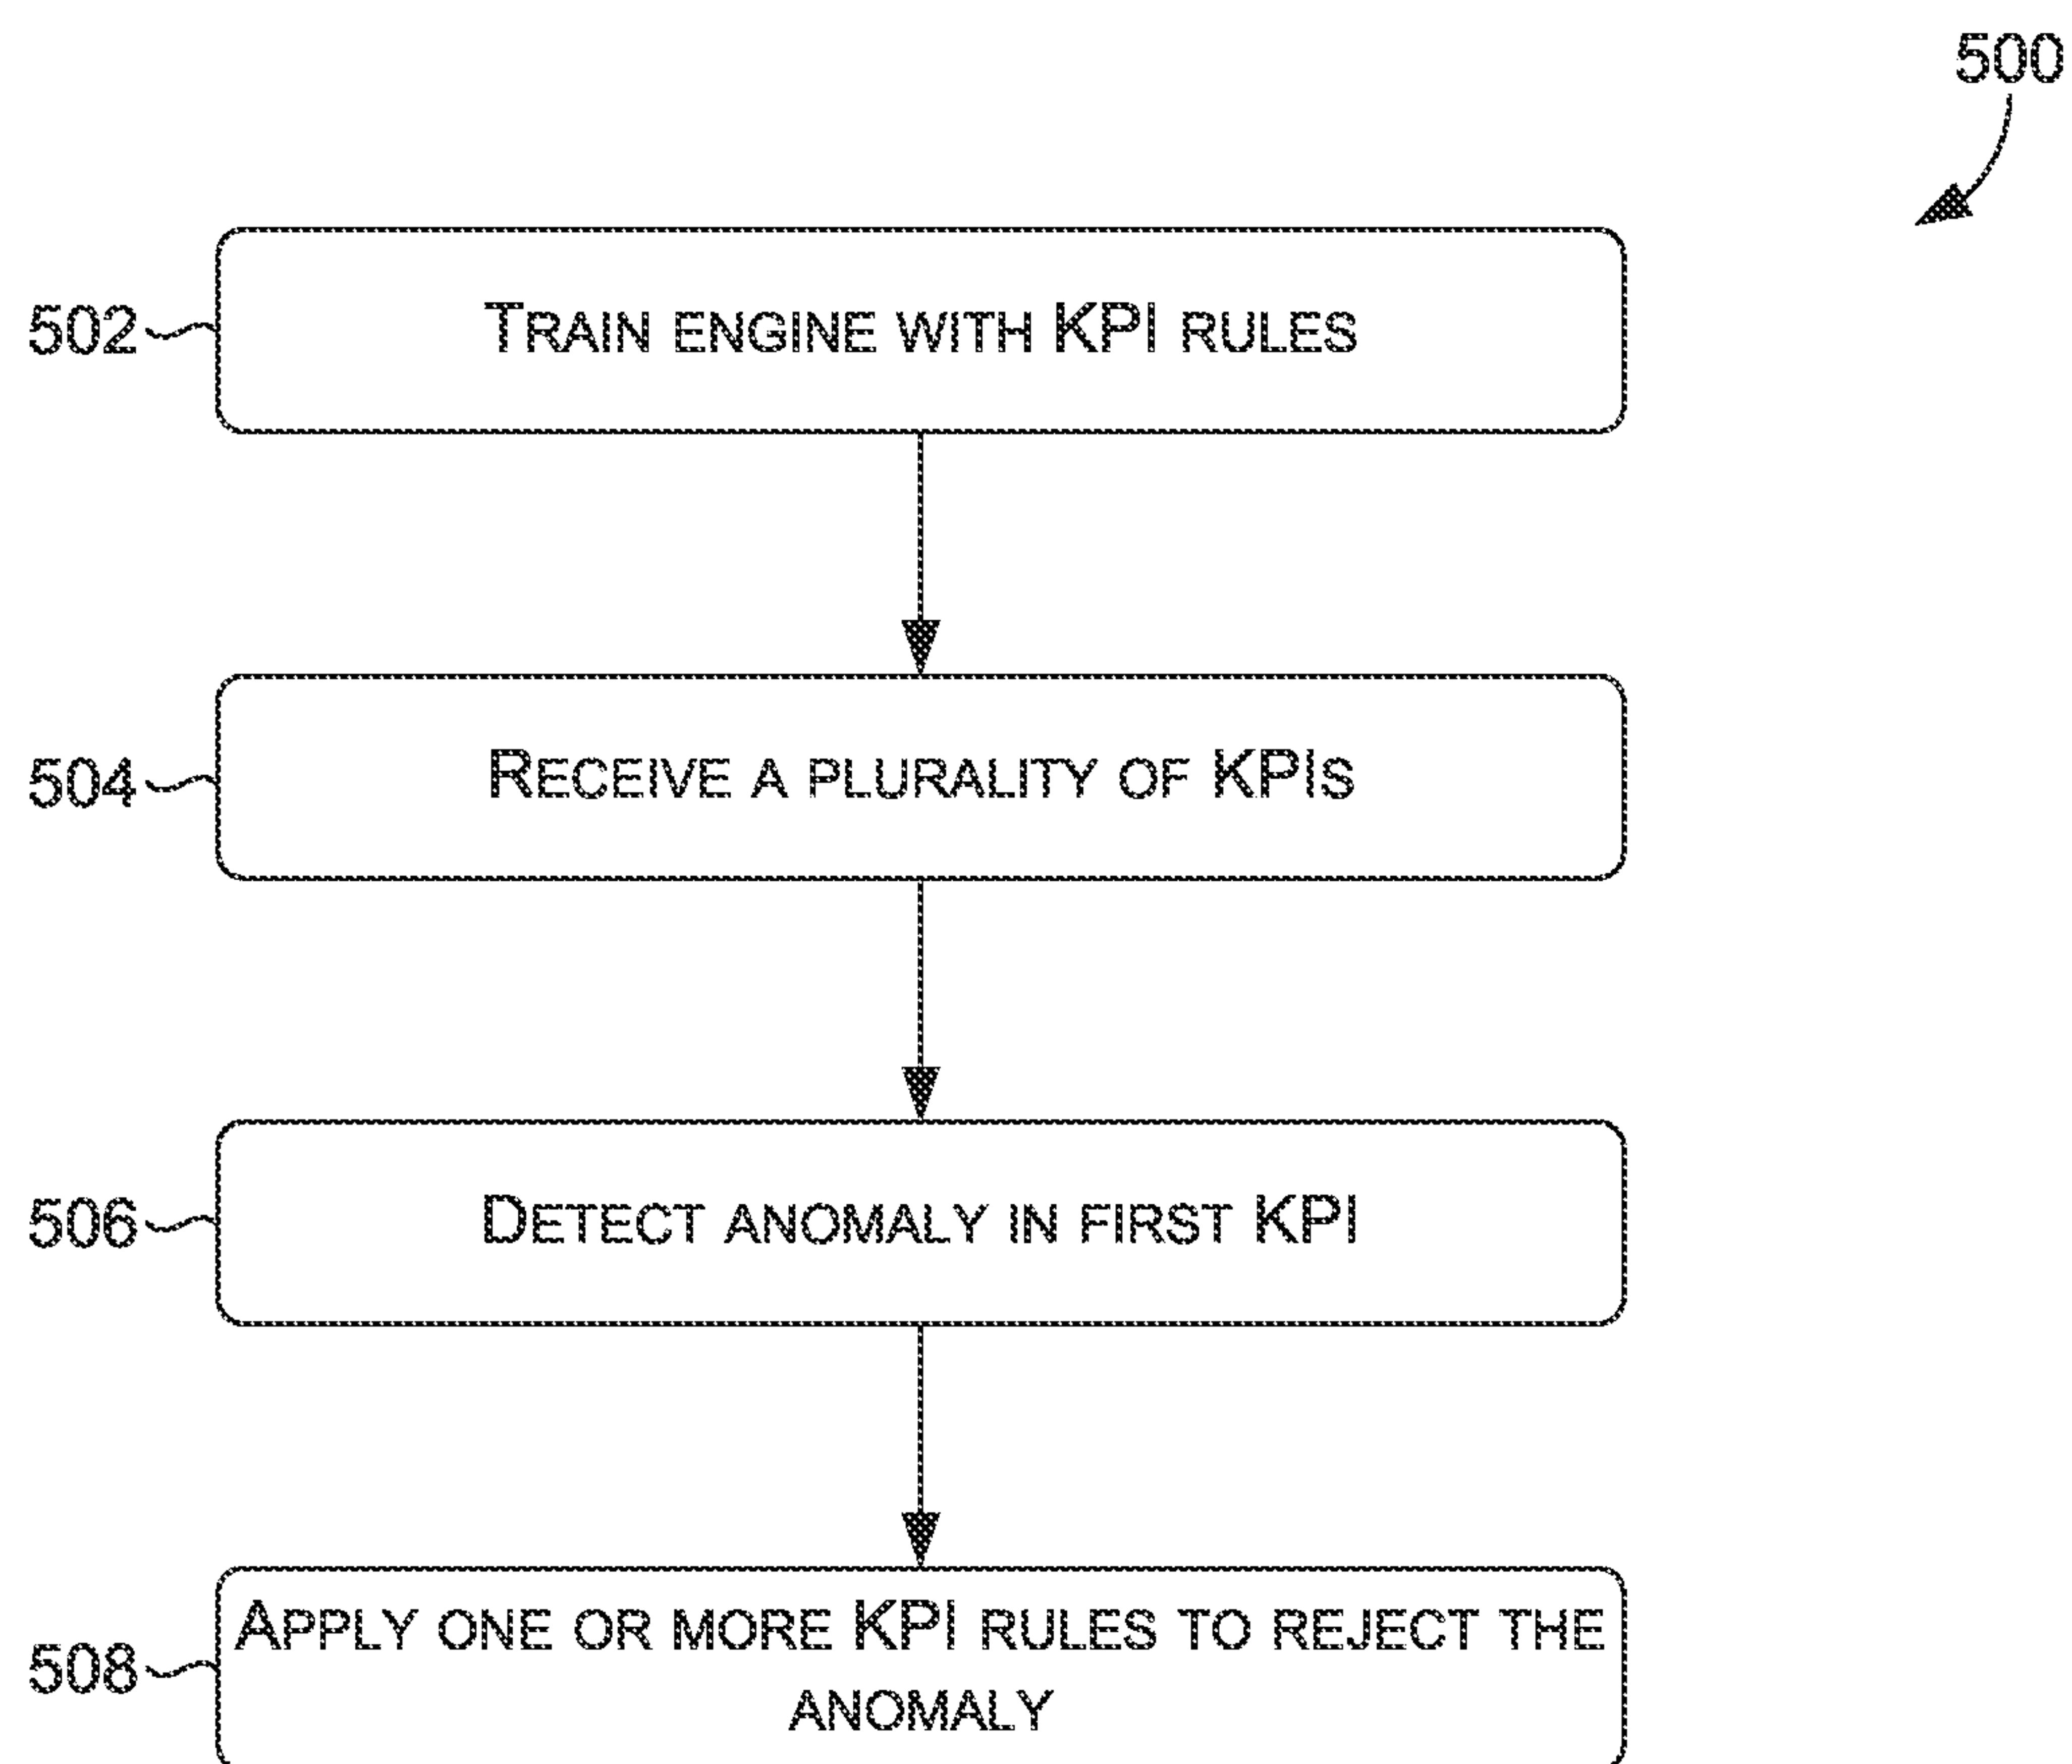 500
502 TRAIN ENGINE WITH KPI RULES
504 RECEIVE A PLURALITY OF KPIS
506 DETECT ANOMALY IN FIRST KPI
508 APPLY ONE OR MORE KPI RULES TO REJECT THE
ANOMALY